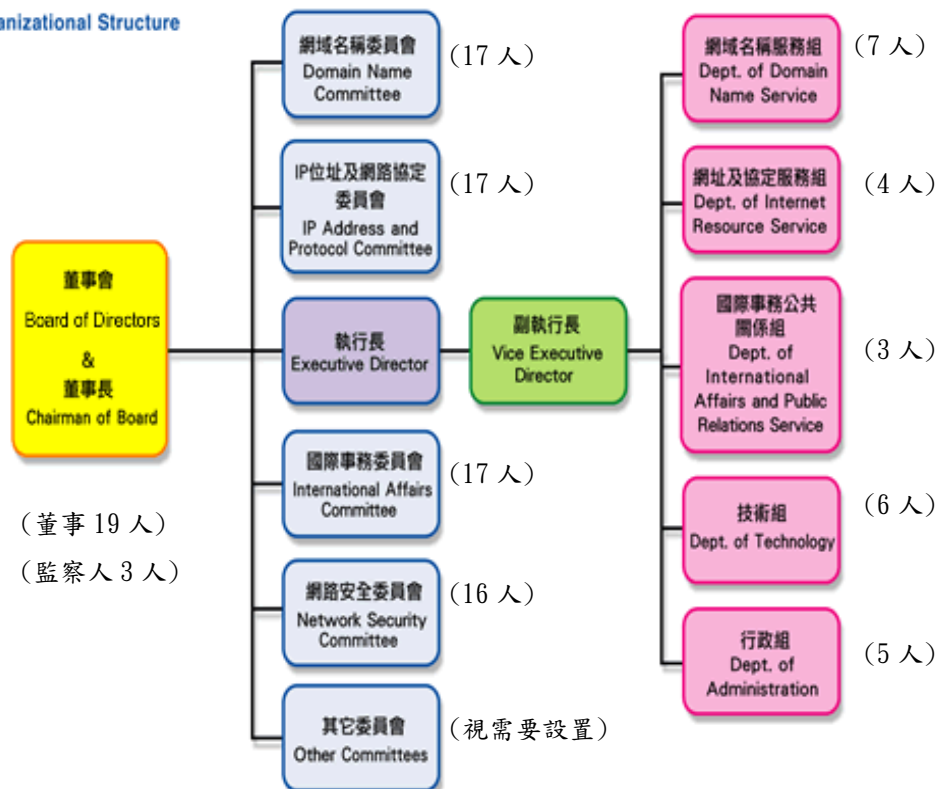 Organizational Structure
董事會
Board of Directors
&
董事長
Chairman of Board
(董事 19 人)
(監察人 3 人)
網域名稱委員會
Domain Name
Committee
(17 人)
IP位址及網路協定
委員會
IP Address and
Protocol Committee
(17 人)
執行長
Executive Director
副執行長
Vice Executive
Director
國際事務委員會
International Affairs
Committee
(17 人)
網路安全委員會
Network Security
Committee
(16 人)
其它委員會
Other Committees
(視需要設置)
網域名稱服務組
Dept. of Domain
Name Service
(7 人)
網址及協定服務組
Dept. of Internet
Resource Service
(4 人)
國際事務公共
關係組
Dept. of
International
Affairs and Public
Relations Service
(3 人)
技術組
Dept. of Technology
(6 人)
行政組
Dept. of
Administration
(5 人)